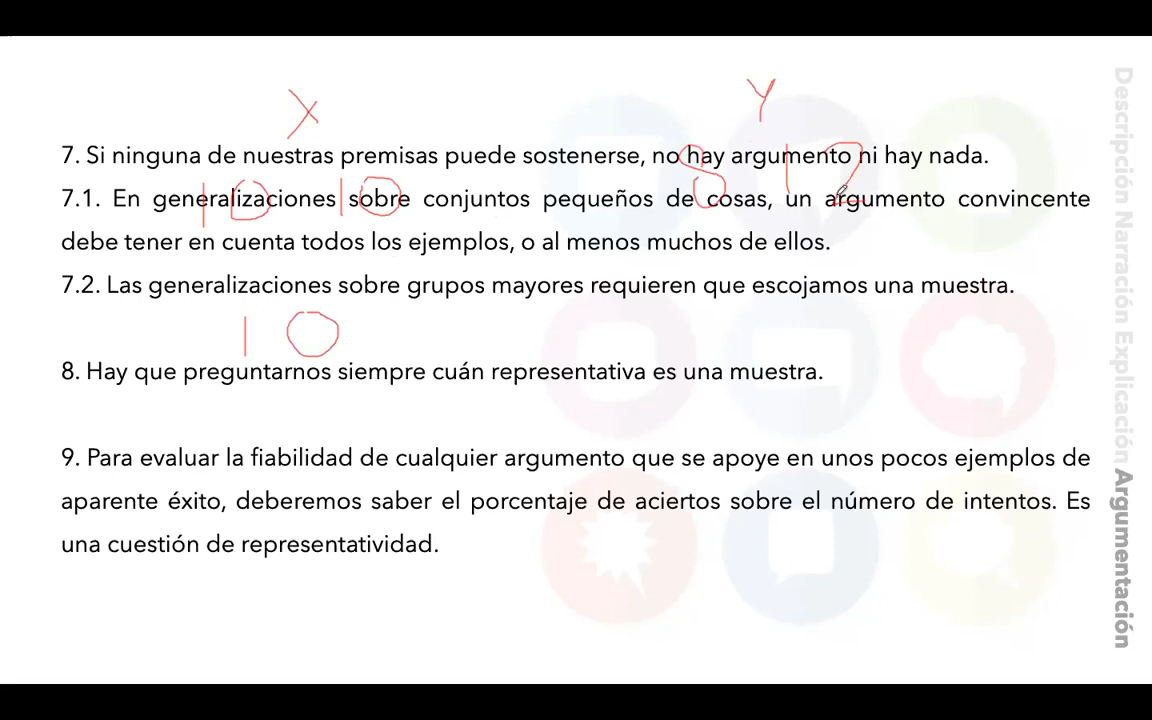 X Y
7. Si ninguna de nuestras premisas puede sostenerse, no hay argumento ni hay nada.
10 10 8 12
7.1. En generalizaciones sobre conjuntos pequeños de cosas, un argumento convincente
debe tener en cuenta todos los ejemplos, o al menos muchos de ellos.
7.2. Las generalizaciones sobre grupos mayores requieren que escojamos una muestra.
10
8. Hay que preguntarnos siempre cuán representativa es una muestra.
9. Para evaluar la fiabilidad de cualquier argumento que se apoye en unos pocos ejemplos de
aparente éxito, deberemos saber el porcentaje de aciertos sobre el número de intentos. Es
una cuestión de representatividad.
Descripción Narración Explicación Argumentación